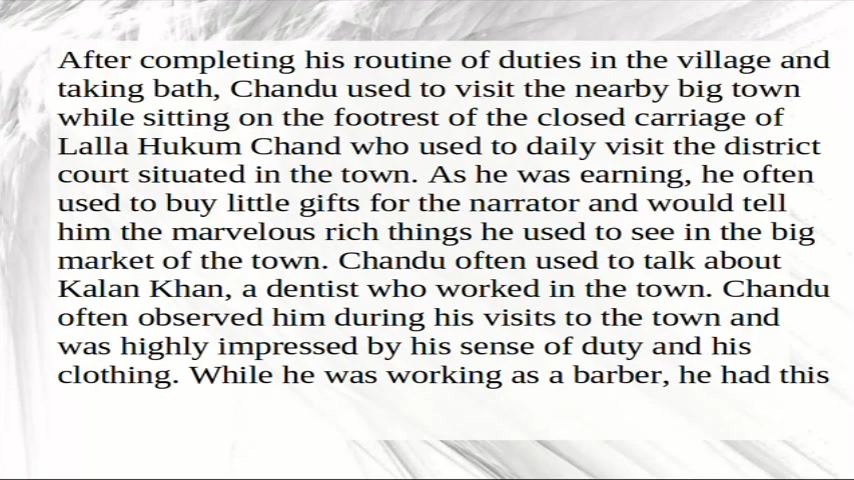 After completing his routine of duties in the village and
taking bath, Chandu used to visit the nearby big town
while sitting on the footrest of the closed carriage of
Lalla Hukum Chand who used to daily visit the district
court situated in the town. As he was earning, he often
used to buy little gifts for the narrator and would tell
him the marvelous rich things he used to see in the big
market of the town. Chandu often used to talk about
Kalan Khan, a dentist who worked in the town. Chandu
often observed him during his visits to the town and
was highly impressed by his sense of duty and his
clothing. While he was working as a barber, he had this